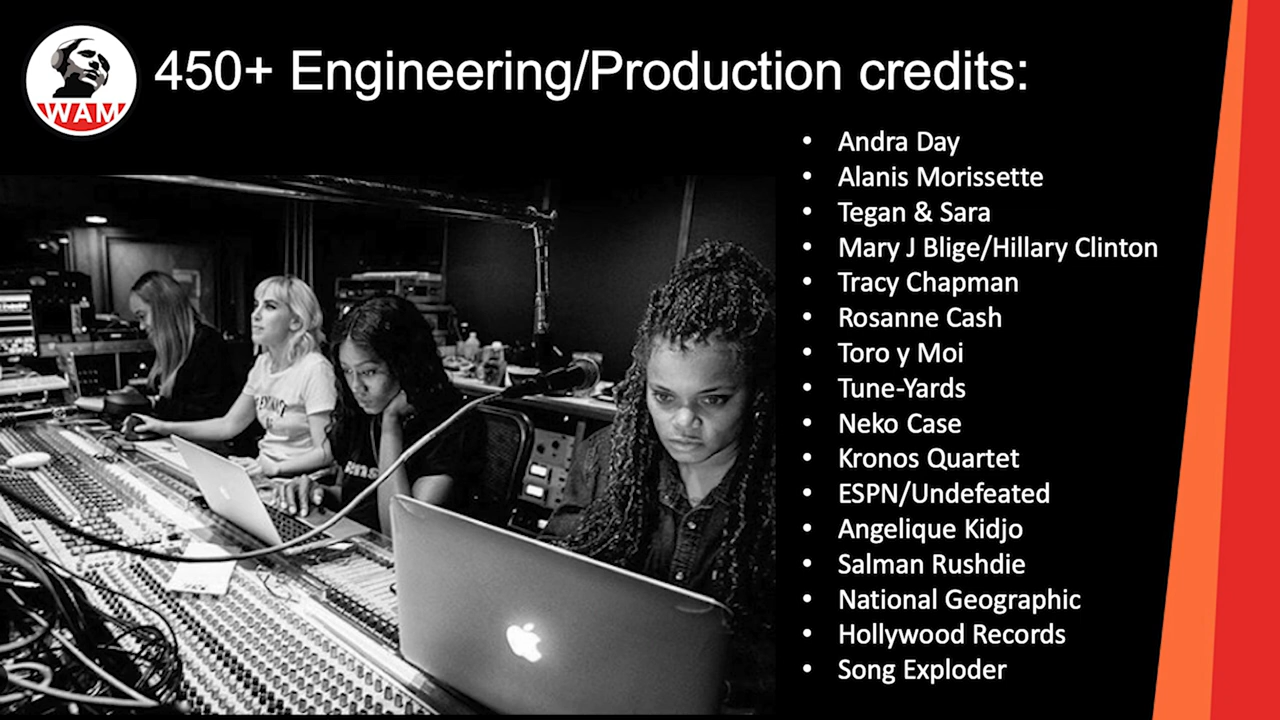 WAM
450+ Engineering/Production credits:
• Andra Day
• Alanis Morissette
• Tegan & Sara
• Mary J Blige/Hillary Clinton
• Tracy Chapman
• Rosanne Cash
• Toro y Moi
• Tune-Yards
• Neko Case
• Kronos Quartet
• ESPN/Undefeated
• Angelique Kidjo
• Salman Rushdie
• National Geographic
• Hollywood Records
• Song Exploder